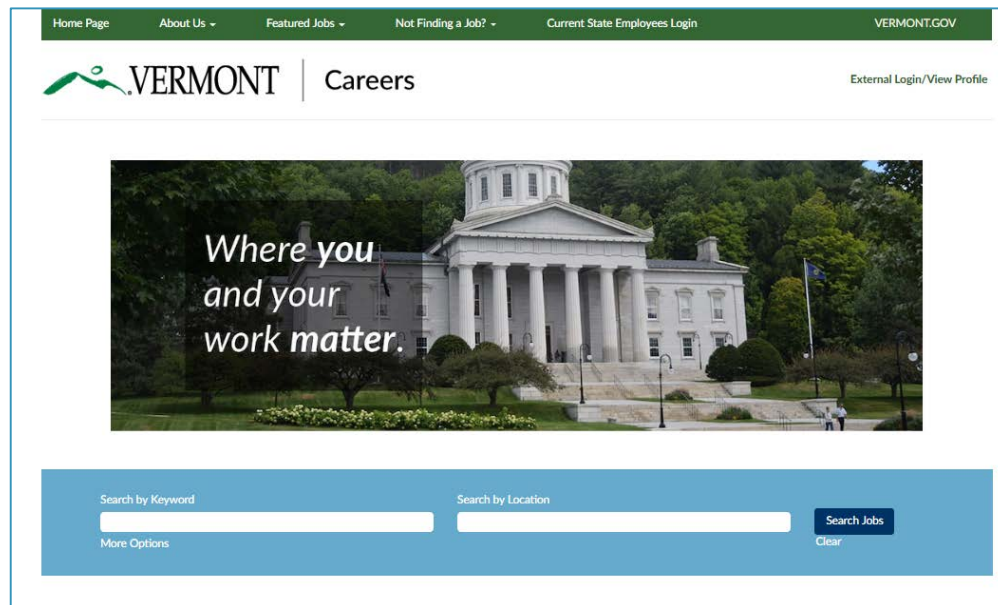 Home Page About Us Featured Jobs Not Finding a Job? Current State Employees Login VERMONT.GOV
VERMONT Careers
External Login/View Profile
Where you
and your
work matter.
Search by Keyword Search by Location
Search Jobs
More Options Clear